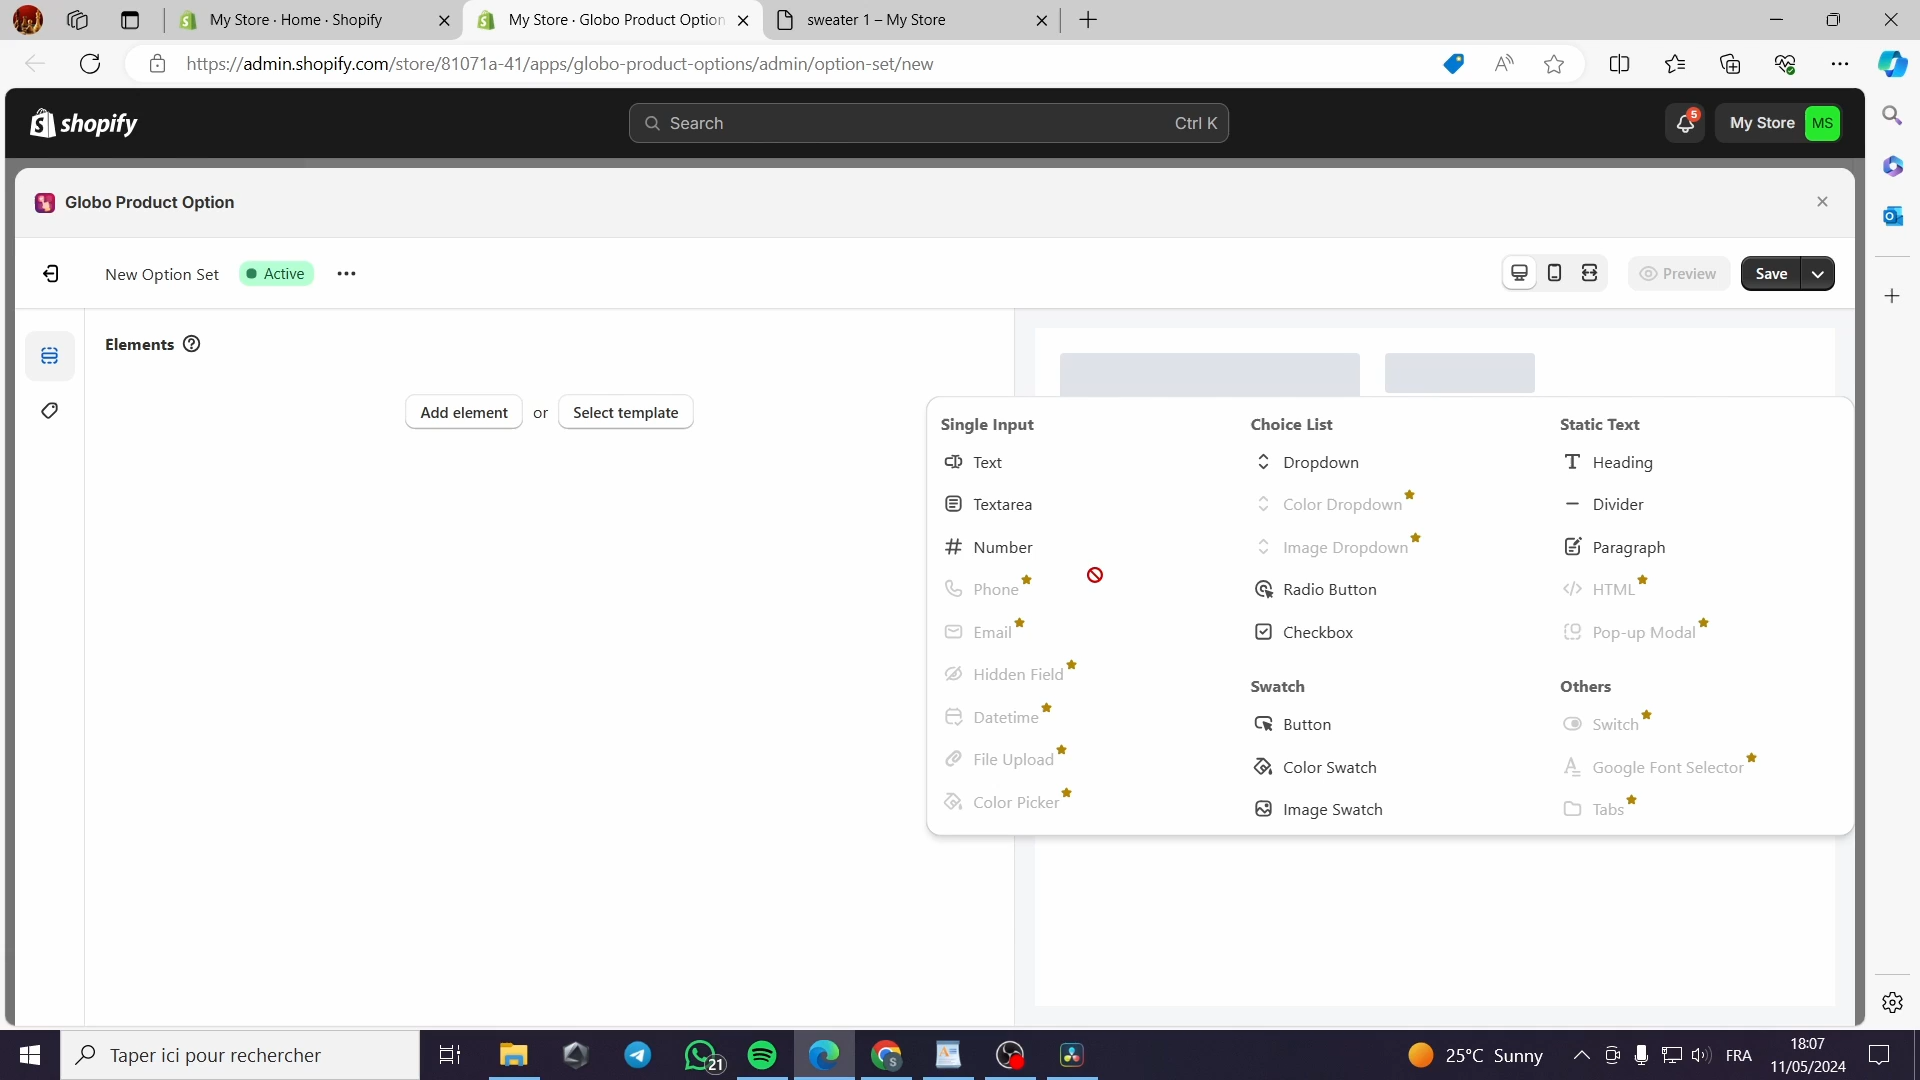 My Store · Home · Shopify
My Store · Globo Product Option
sweater 1 – My Store
https://admin.shopify.com/store/81071a-41/apps/globo-product-options/admin/option-set/new
shopify
Search
Ctrl K
5
My Store
MS
Globo Product Option
New Option Set
Active
Preview
Save
Elements
Add element
or
Select template
Single Input
Text
Textarea
Number
Phone
Email
Hidden Field
Datetime
File Upload
Color Picker
Choice List
Dropdown
Color Dropdown
Image Dropdown
Radio Button
Checkbox
Swatch
Button
Color Swatch
Image Swatch
Static Text
Heading
Divider
Paragraph
HTML
Pop-up Modal
Others
Switch
Google Font Selector
Tabs
Taper ici pour rechercher
21
25°C Sunny
FRA
18:07
11/05/2024